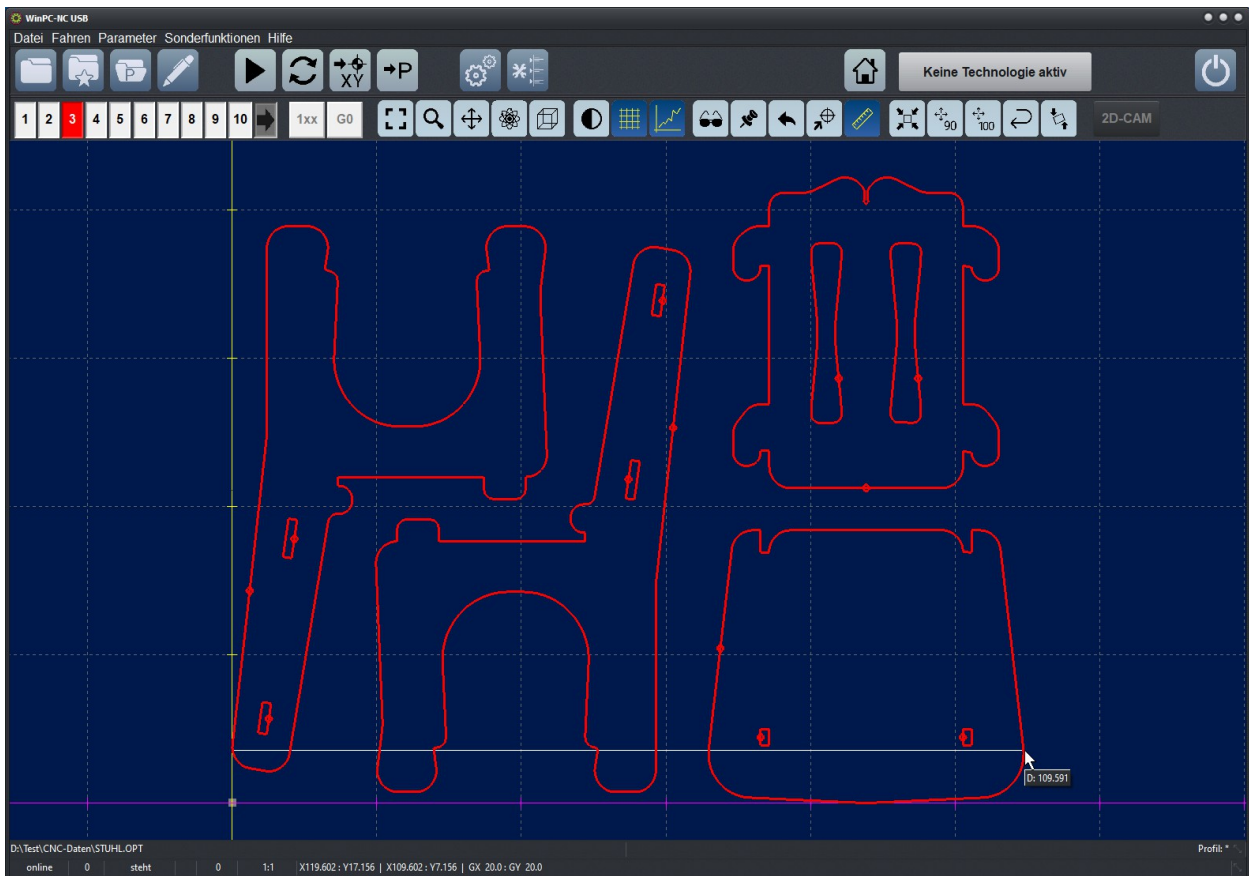 WinPC-NC USB
Datei Fahren Parameter Sonderfunktionen Hilfe
P XY P Keine Technologie aktiv
1 2 3 4 5 6 7 8 9 10 1xx G0 90 100 2D-CAM
D: 109.591
D:\Test\CNC-Daten\STUHL.OPT Profil: *
online 0 steht 0 1:1 X119.602 : Y17.156 | X109.602 : Y7.156 | GX 20.0 : GY 20.0